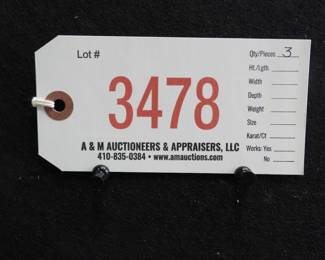 Lot #
3478
A & M AUCTIONEERS & APPRAISERS, LLC
410-835-0384 • www.amauctions.com
Qty/Pieces 3
Ht./Lgth.
Width
Depth
Weight
Size
Karat/Ct
Works: Yes
No